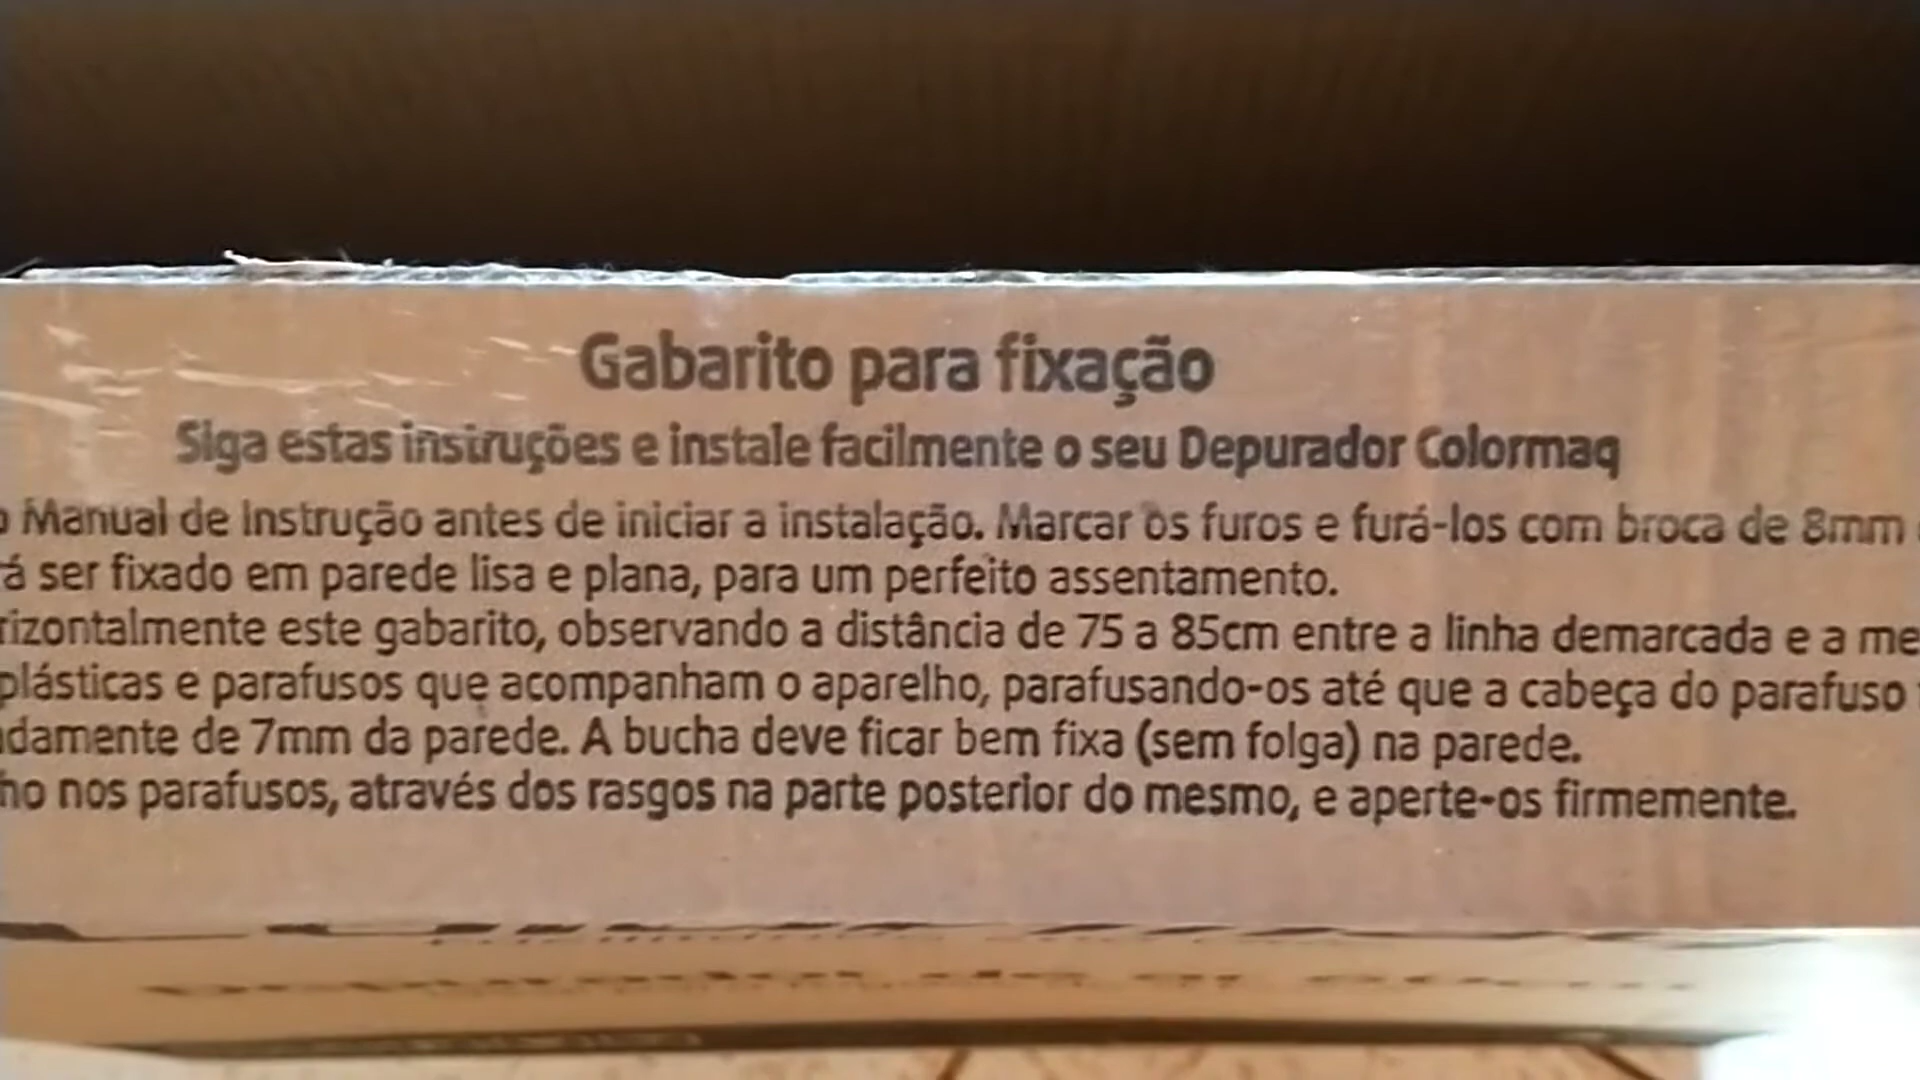 Gabarito para fixação
Siga estas instruções e instale facilmente o seu Depurador Colormaq
o Manual de Instrução antes de iniciar a instalação. Marcar os furos e furá-los com broca de 8mm
rá ser fixado em parede lisa e plana, para um perfeito assentamento.
rizontalmente este gabarito, observando a distância de 75 a 85cm entre a linha demarcada e a me
plásticas e parafusos que acompanham o aparelho, parafusando-os até que a cabeça do parafuso
damente de 7mm da parede. A bucha deve ficar bem fixa (sem folga) na parede.
ho nos parafusos, através dos rasgos na parte posterior do mesmo, e aperte-os firmemente.